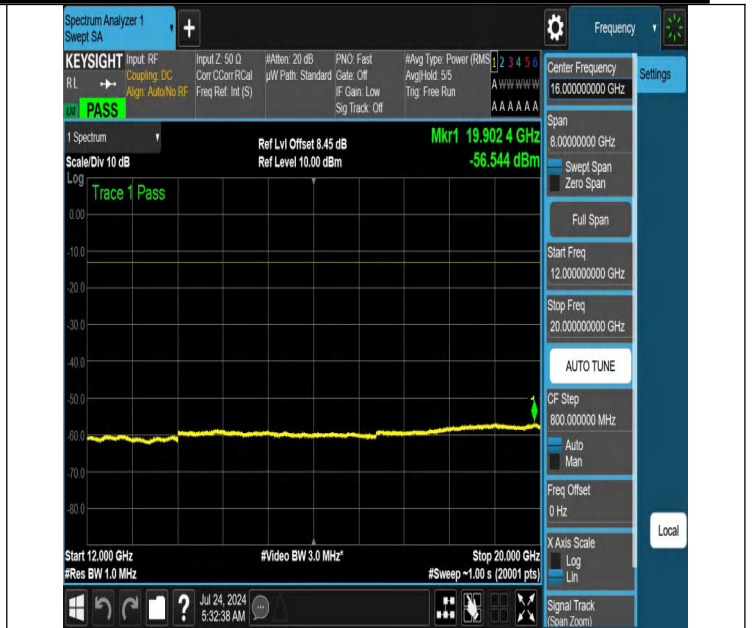 Spectrum Analyzer 1
Swept SA
+
Frequency
KEYSIGHT
RL
PASS
Input: RF
Coupling: DC
Align: Auto/No RF
Input Z: 50 Ω
Corr CCorr RCal
Freq Ref: Int (S)
#Atten: 20 dB
µW Path: Standard
PNO: Fast
Gate: Off
IF Gain: Low
Sig Track: Off
#Avg Type: Power (RMS
Avg|Hold: 5/5
Trig: Free Run
1 2 3 4 5 6
A W W W W W
A A A A A A
1 Spectrum
Scale/Div 10 dB
Ref Lvl Offset 8.45 dB
Ref Level 10.00 dBm
Mkr1 19.902 4 GHz
-56.544 dBm
Log
Trace 1 Pass
0.00
-10.0
-20.0
-30.0
-40.0
-50.0
-60.0
-70.0
-80.0
1
Start 12.000 GHz
#Res BW 1.0 MHz
#Video BW 3.0 MHz*
Stop 20.000 GHz
#Sweep ~1.00 s (20001 pts)
?
Jul 24, 2024
5:32:38 AM
Center Frequency
16.000000000 GHz
Settings
Span
8.00000000 GHz
Swept Span
Zero Span
Full Span
Start Freq
12.000000000 GHz
Stop Freq
20.000000000 GHz
AUTO TUNE
CF Step
800.000000 MHz
Auto
Man
Freq Offset
0 Hz
X Axis Scale
Log
Lin
Local
Signal Track
(Span Zoom)